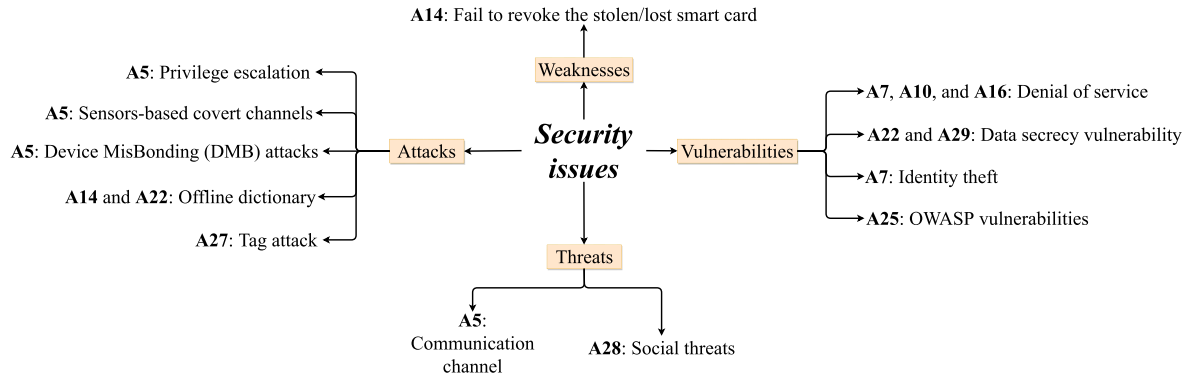 A14: Fail to revoke the stolen/lost smart card
Weaknesses
A5: Privilege escalation
A5: Sensors-based covert channels
A5: Device MisBonding (DMB) attacks
A14 and A22: Offline dictionary
A27: Tag attack
Attacks
Security
issues
Vulnerabilities
A7, A10, and A16: Denial of service
A22 and A29: Data secrecy vulnerability
A7: Identity theft
A25: OWASP vulnerabilities
Threats
A5:
Communication
channel
A28: Social threats